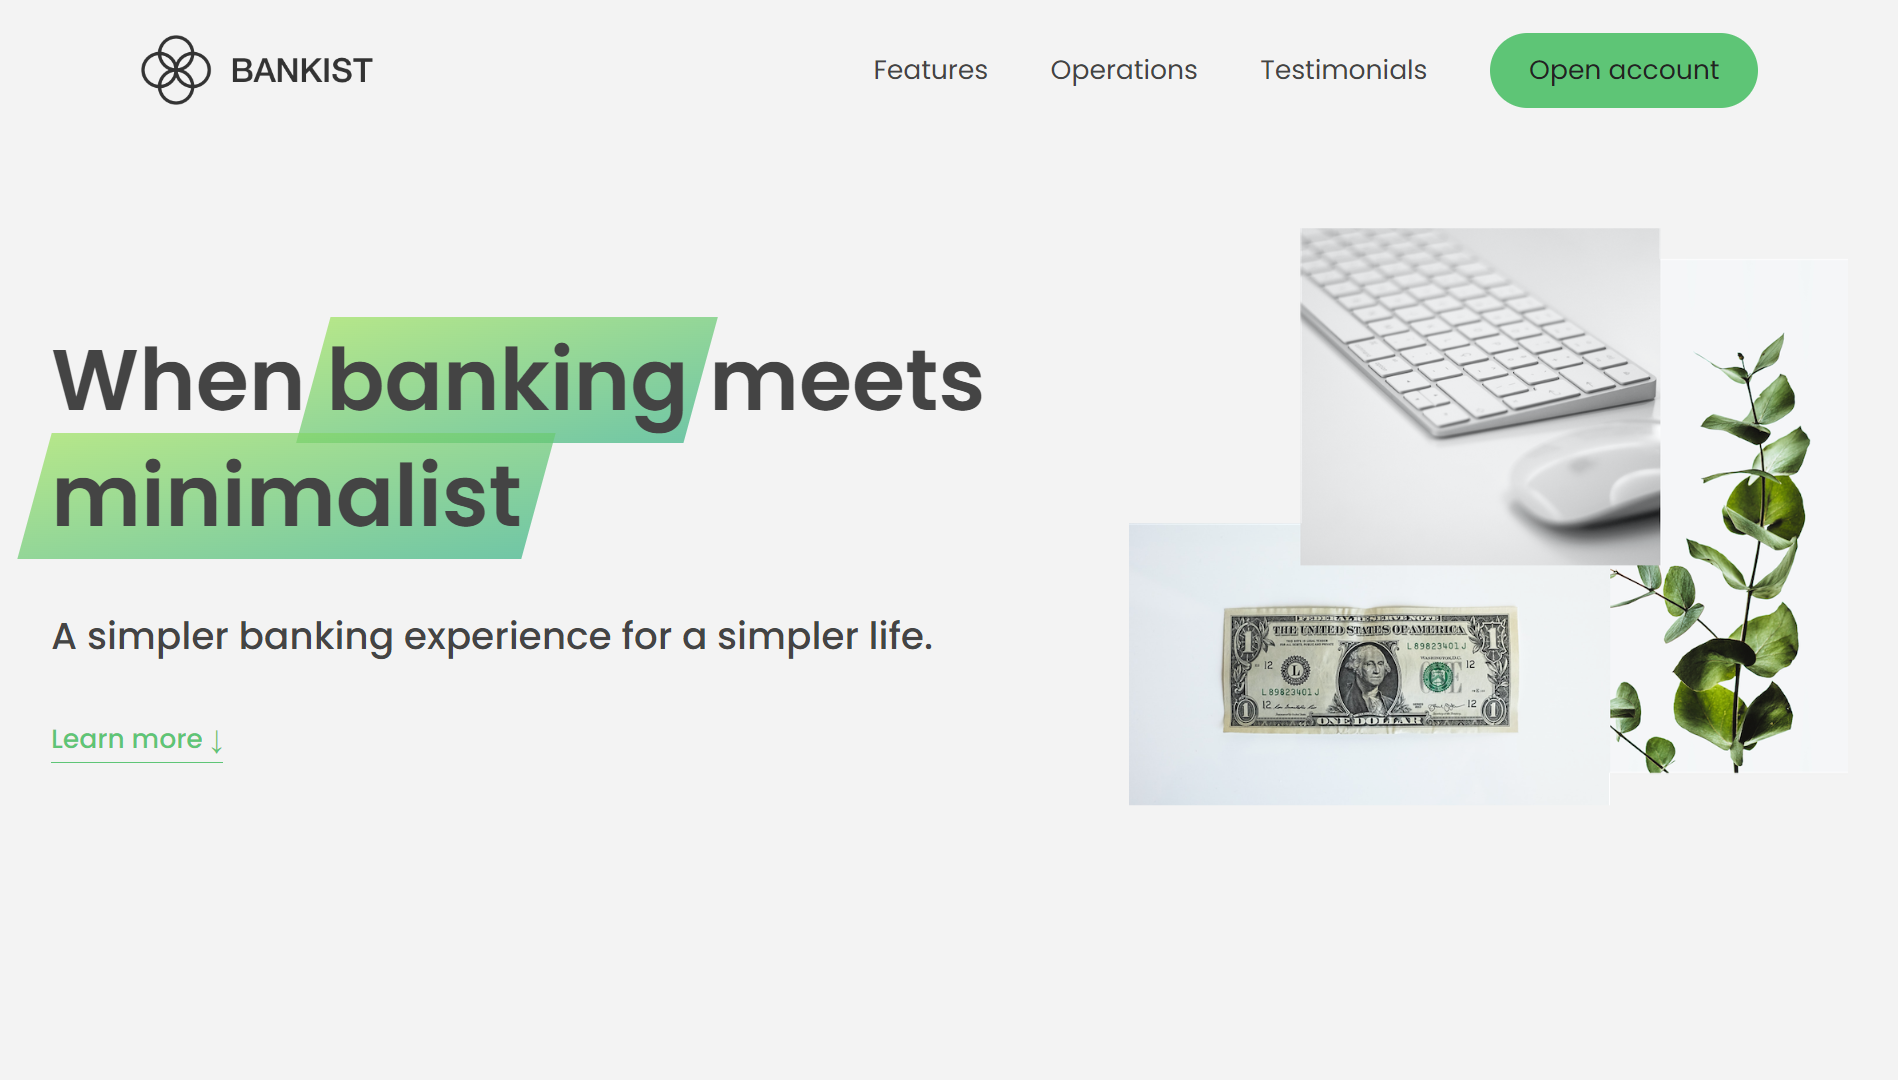 BANKIST
Features
Operations
Testimonials
Open account
When banking meets
minimalist
A simpler banking experience for a simpler life.
Learn more ↓
FEDERAL RESERVE NOTE
THE UNITED STATES OF AMERICA
L 89823401 J
WASHINGTON, D.C.
12
12
L
L 89823401 J
12
12
1
1
1
1
ONE DOLLAR